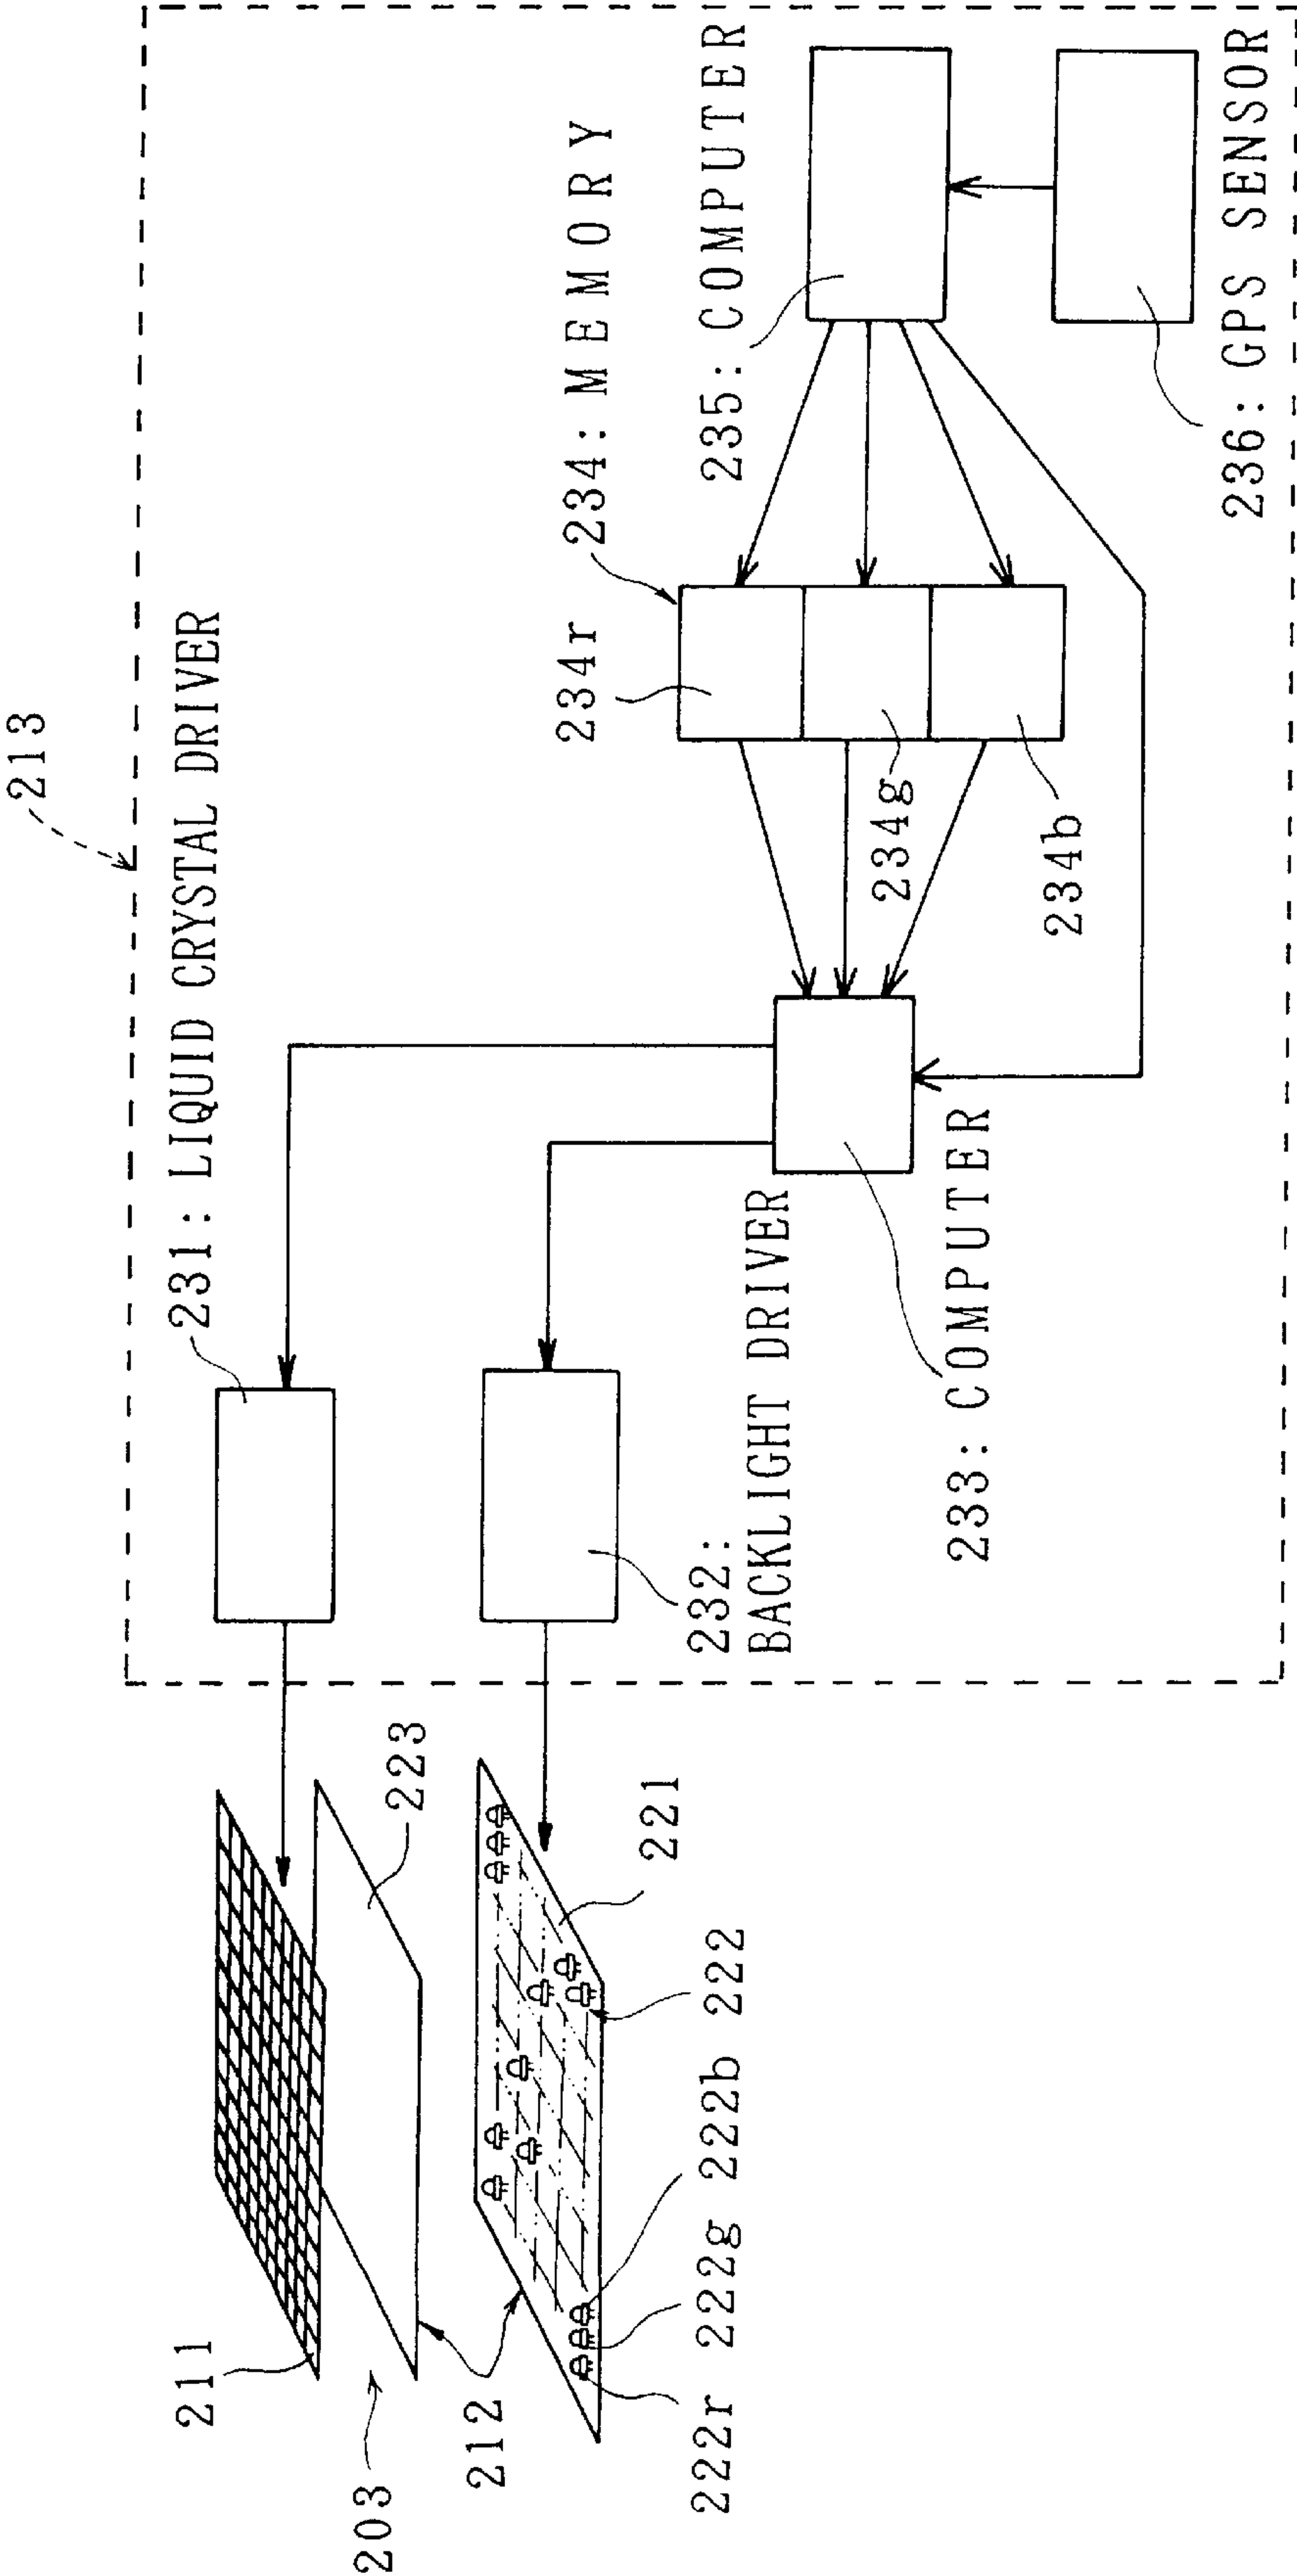 213
231: LIQUID CRYSTAL DRIVER
234: MEMORY
234r
235: COMPUTER
234g
234b
236: GPS SENSOR
232:
BACKLIGHT DRIVER
233: COMPUTER
211
223
203
212
221
222r 222g 222b 222